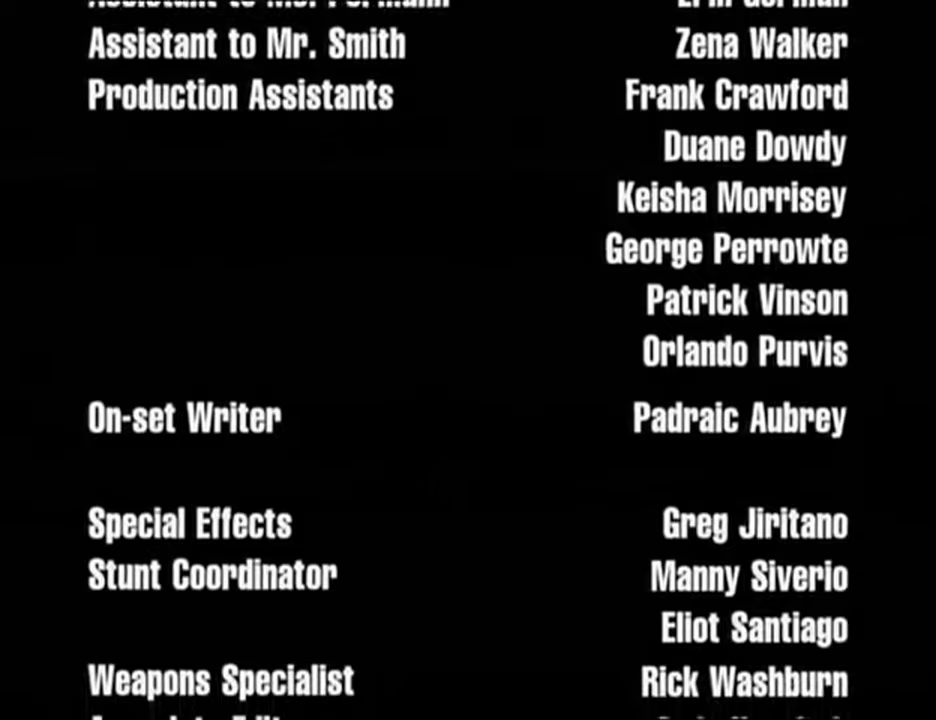 Assistant to Mr. Smith Zena Walker
Production Assistants Frank Crawford
Duane Dowdy
Keisha Morrisey
George Perrowte
Patrick Vinson
Orlando Purvis
On-set Writer Padraic Aubrey
Special Effects Greg Jiritano
Stunt Coordinator Manny Siverio
Eliot Santiago
Weapons Specialist Rick Washburn